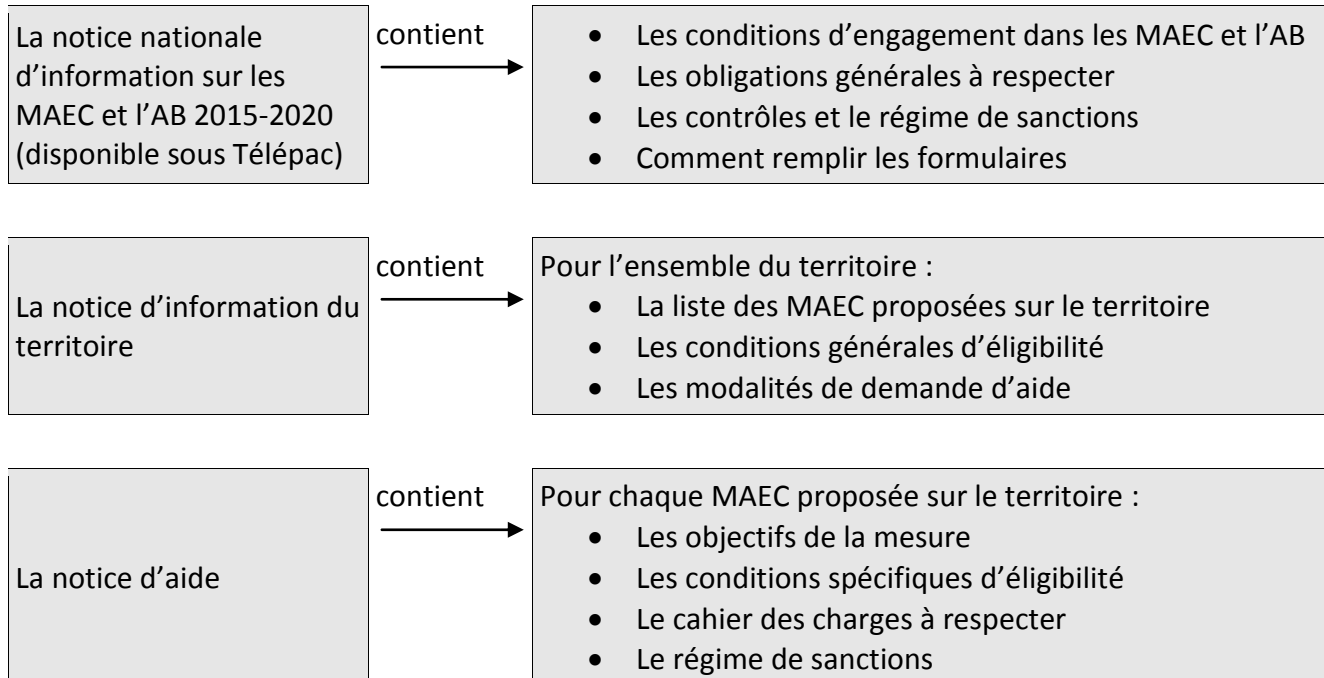 La notice nationale
d’information sur les
MAEC et l’AB 2015-2020
(disponible sous Télépac)
contient
• Les conditions d’engagement dans les MAEC et l’AB
• Les obligations générales à respecter
• Les contrôles et le régime de sanctions
• Comment remplir les formulaires
La notice d’information du
territoire
contient
Pour l’ensemble du territoire :
• La liste des MAEC proposées sur le territoire
• Les conditions générales d’éligibilité
• Les modalités de demande d’aide
La notice d’aide
contient
Pour chaque MAEC proposée sur le territoire :
• Les objectifs de la mesure
• Les conditions spécifiques d’éligibilité
• Le cahier des charges à respecter
• Le régime de sanctions